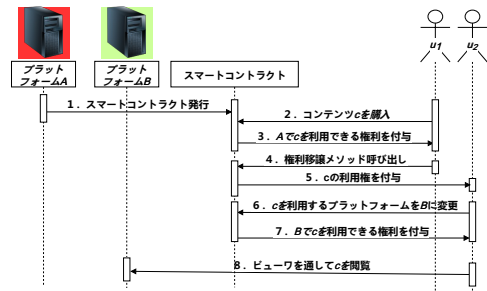 プラット
フォームA
プラット
フォームB
スマートコントラクト
u1
u2
1．スマートコントラクト発行
2．コンテンツcを購入
3．Aでcを利用できる権利を付与
4．権利移譲メソッド呼び出し
5．cの利用権を付与
6．cを利用するプラットフォームをBに変更
7．Bでcを利用できる権利を付与
8．ビューワを通してcを閲覧